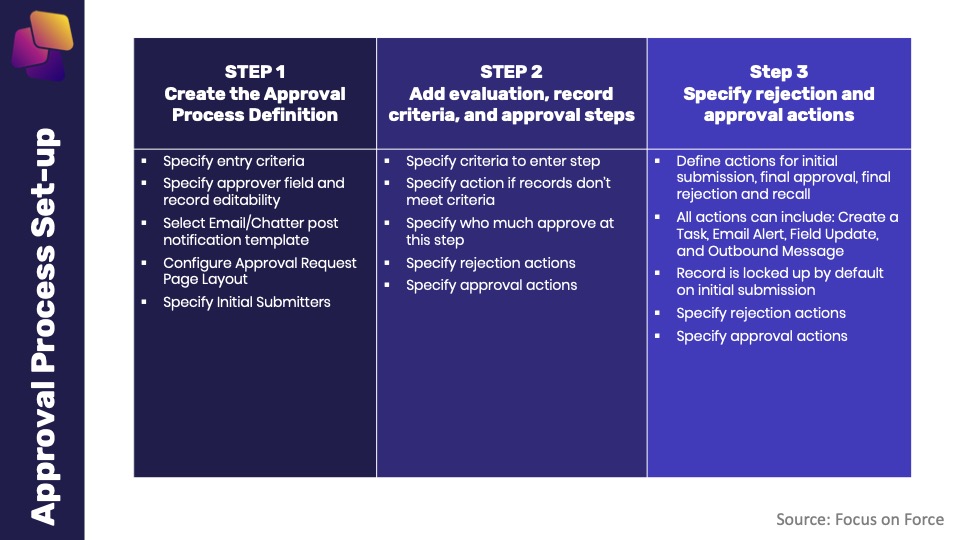 Approval Process Set-up
STEP 1
Create the Approval
Process Definition
▪ Specify entry criteria
▪ Specify approver field and
record editability
▪ Select Email/Chatter post
notification template
▪ Configure Approval Request
Page Layout
▪ Specify Initial Submitters
STEP 2
Add evaluation, record
criteria, and approval steps
▪ Specify criteria to enter step
▪ Specify action if records don't
meet criteria
▪ Specify who much approve at
this step
▪ Specify rejection actions
▪ Specify approval actions
Step 3
Specify rejection and
approval actions
▪ Define actions for initial
submission, final approval, final
rejection and recall
▪ All actions can include: Create a
Task, Email Alert, Field Update,
and Outbound Message
▪ Record is locked up by default
on initial submission
▪ Specify rejection actions
▪ Specify approval actions
Source: Focus on Force